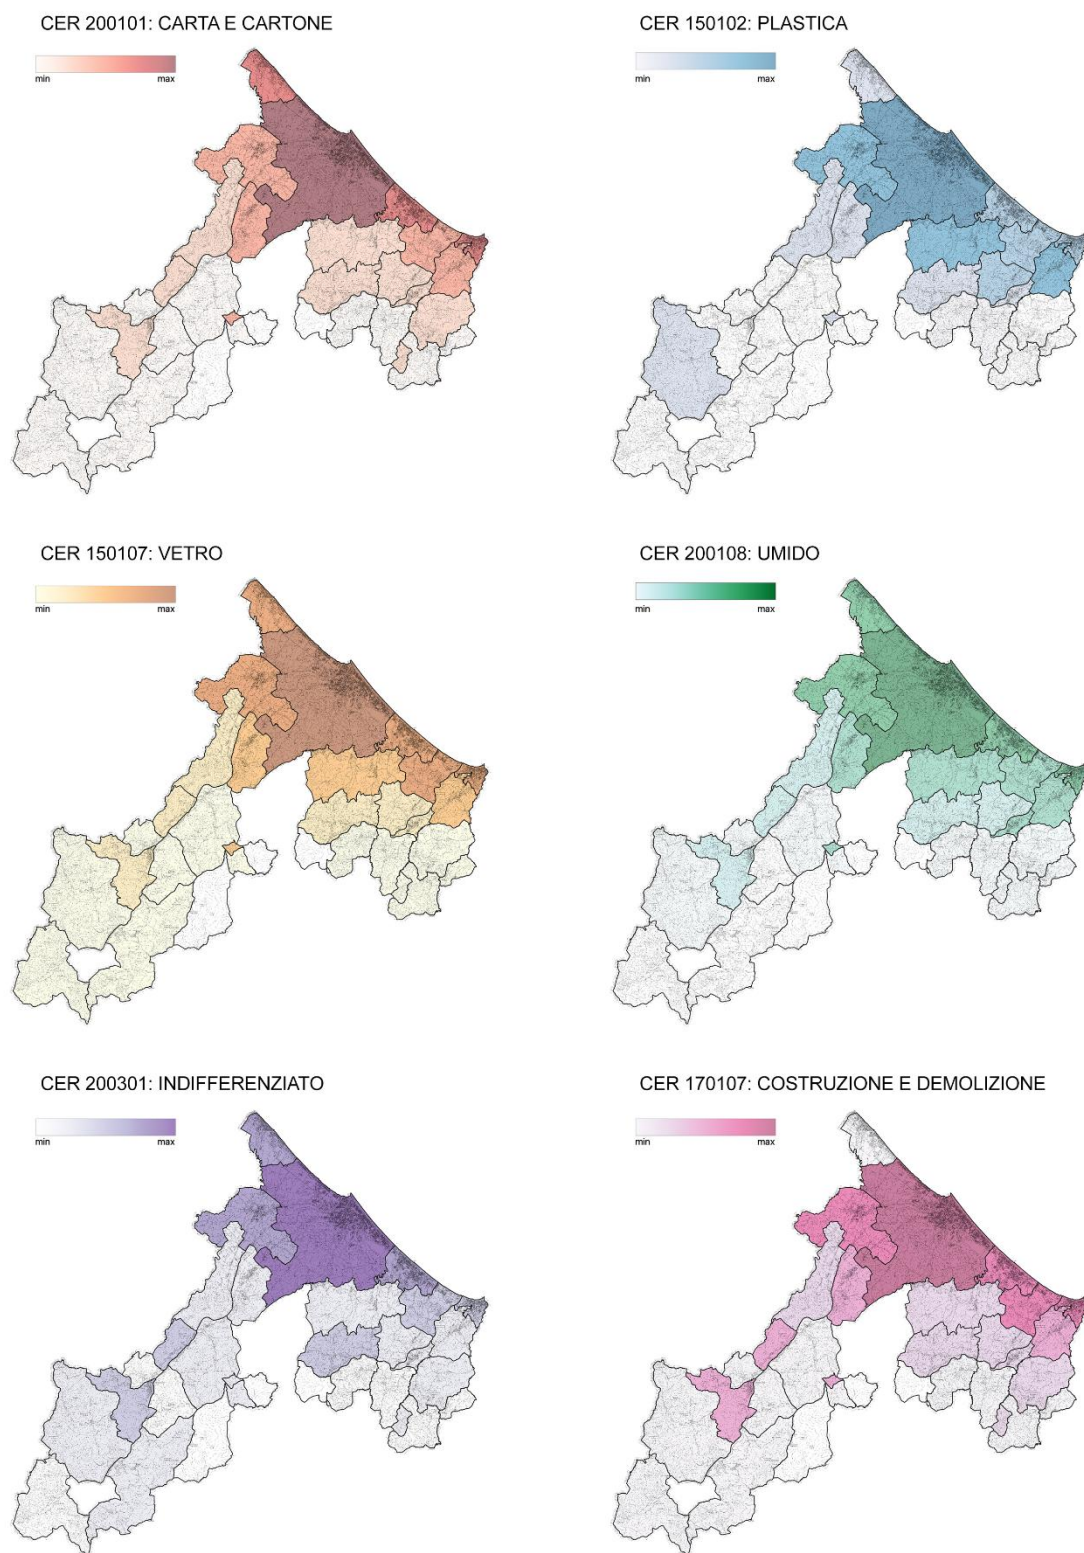 CER 200101: CARTA E CARTONE
min max
CER 150102: PLASTICA
min max
CER 150107: VETRO
min max
CER 200108: UMIDO
min max
CER 200301: INDIFFERENZIATO
min max
CER 170107: COSTRUZIONE E DEMOLIZIONE
min max